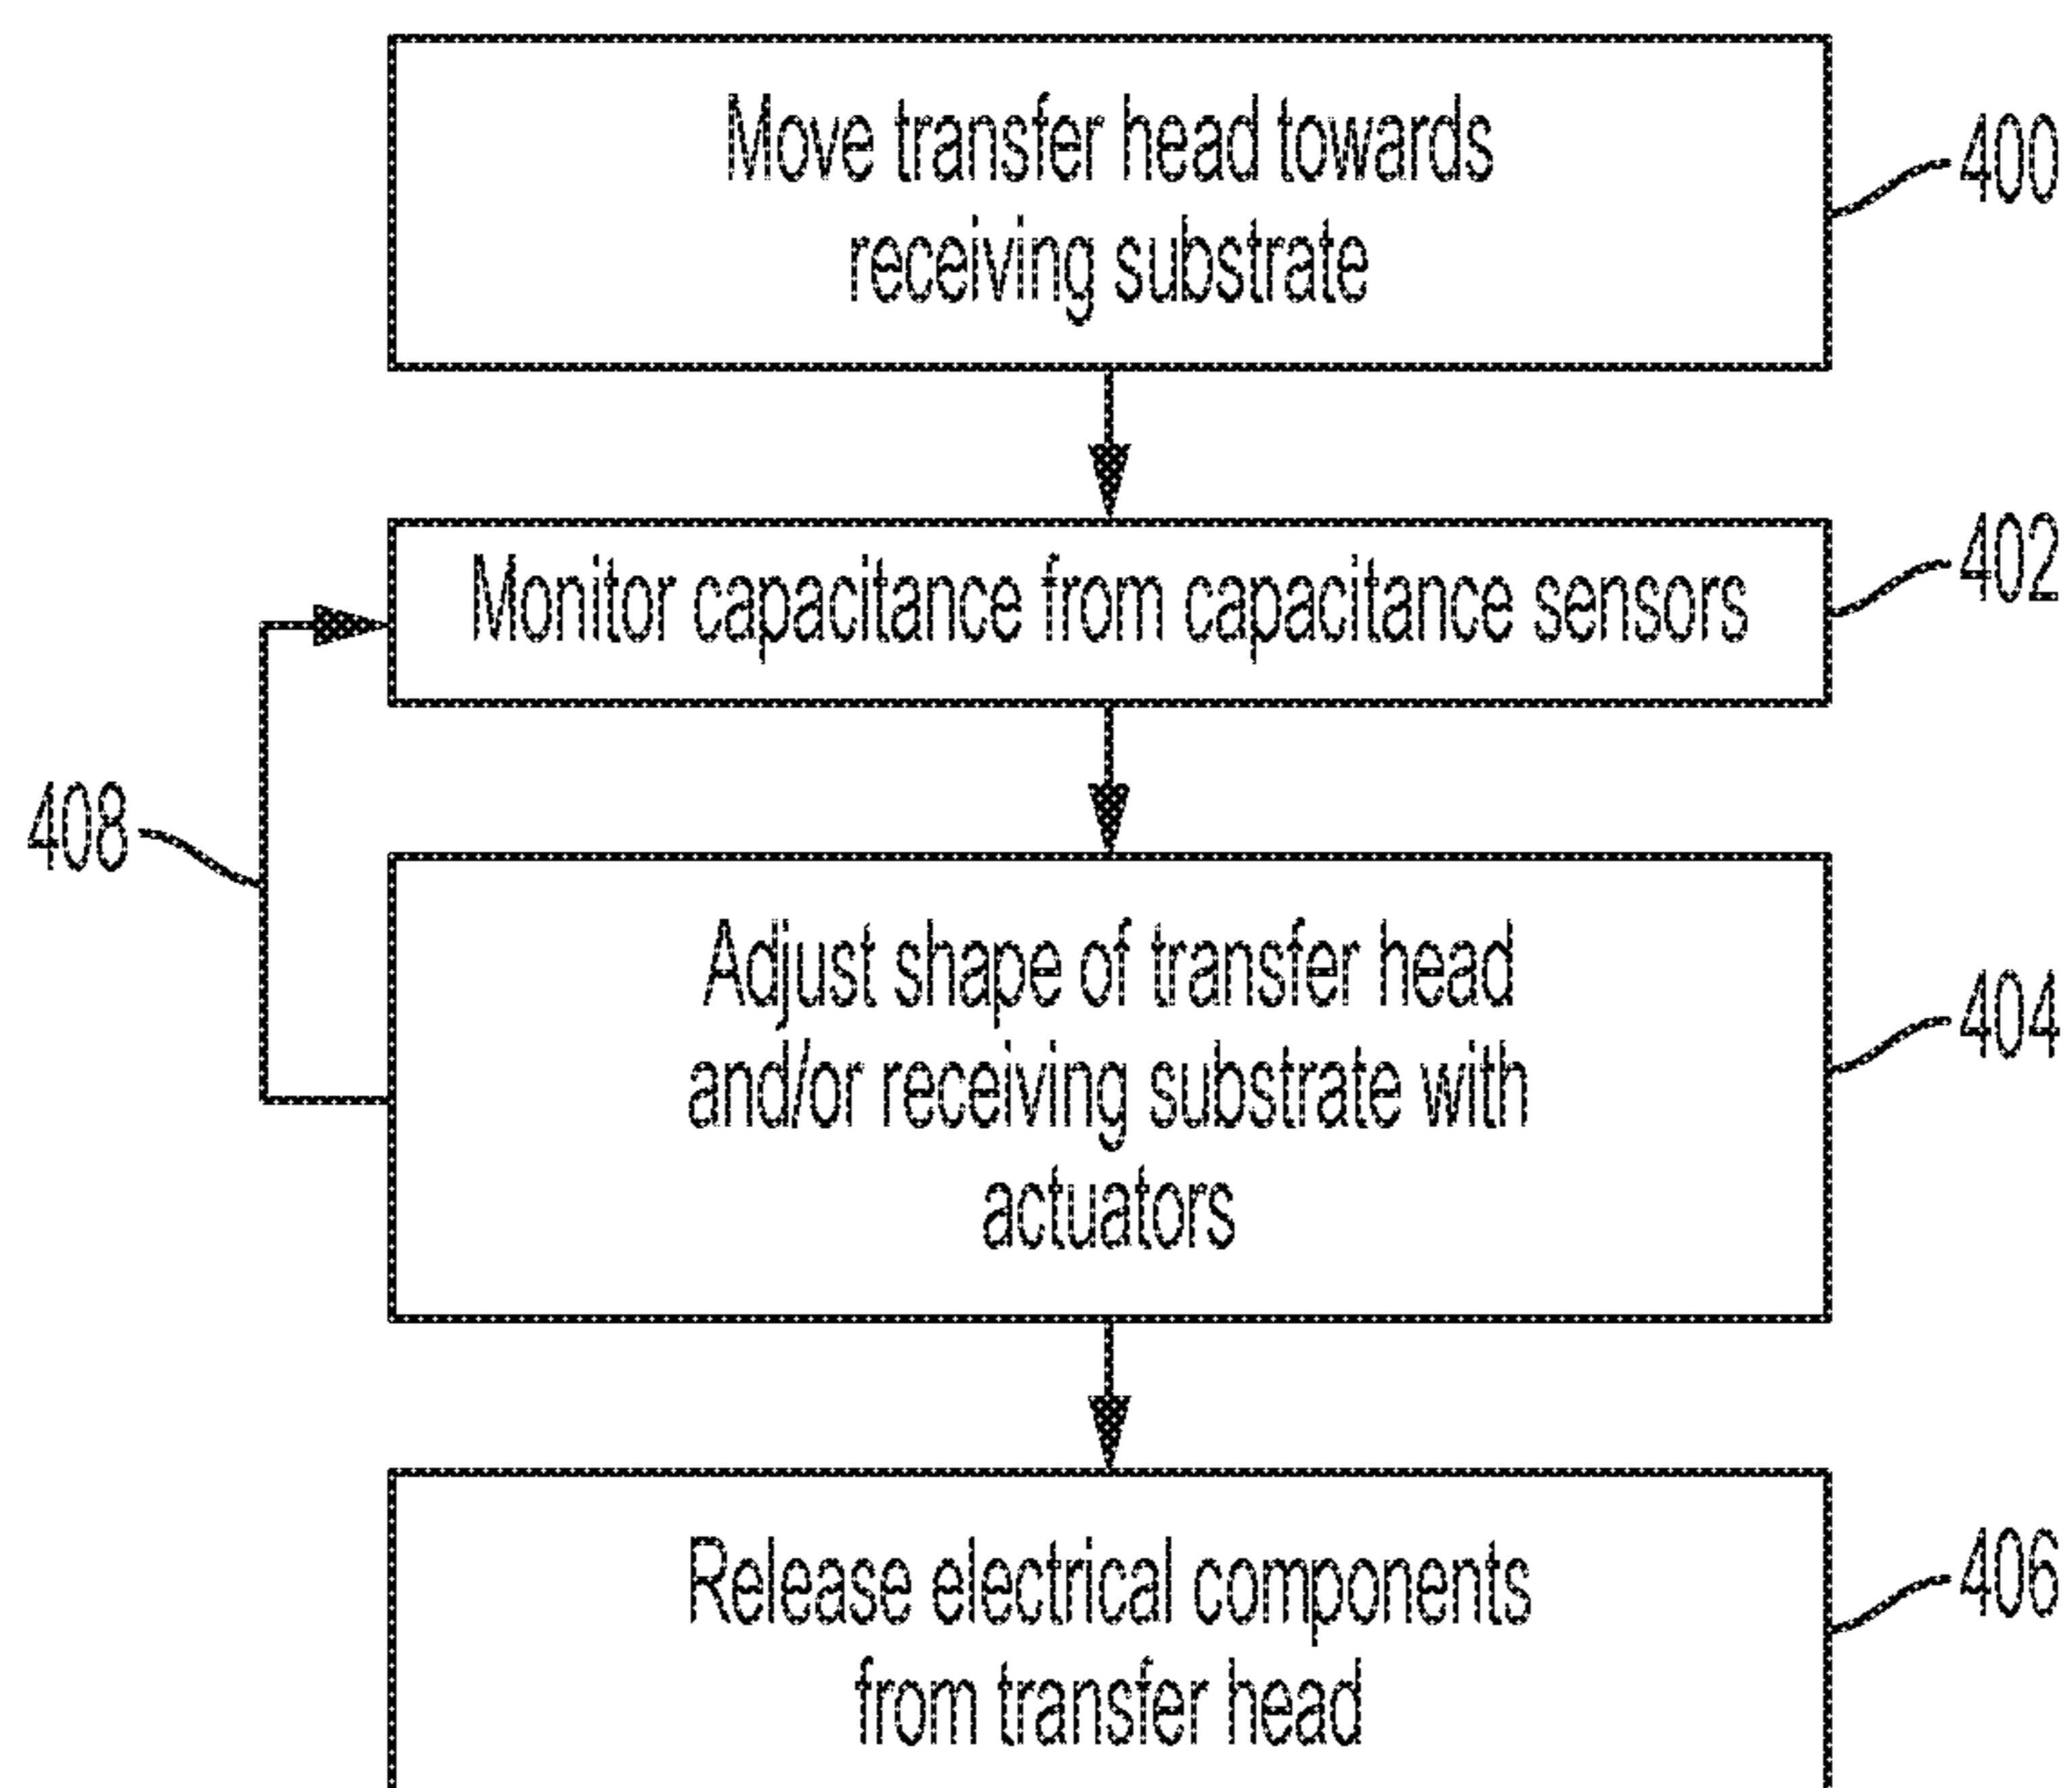 Move transfer head towards
receiving substrate
400
Monitor capacitance from capacitance sensors
402
408
Adjust shape of transfer head
and/or receiving substrate with
actuators
404
Release electrical components
from transfer head
406